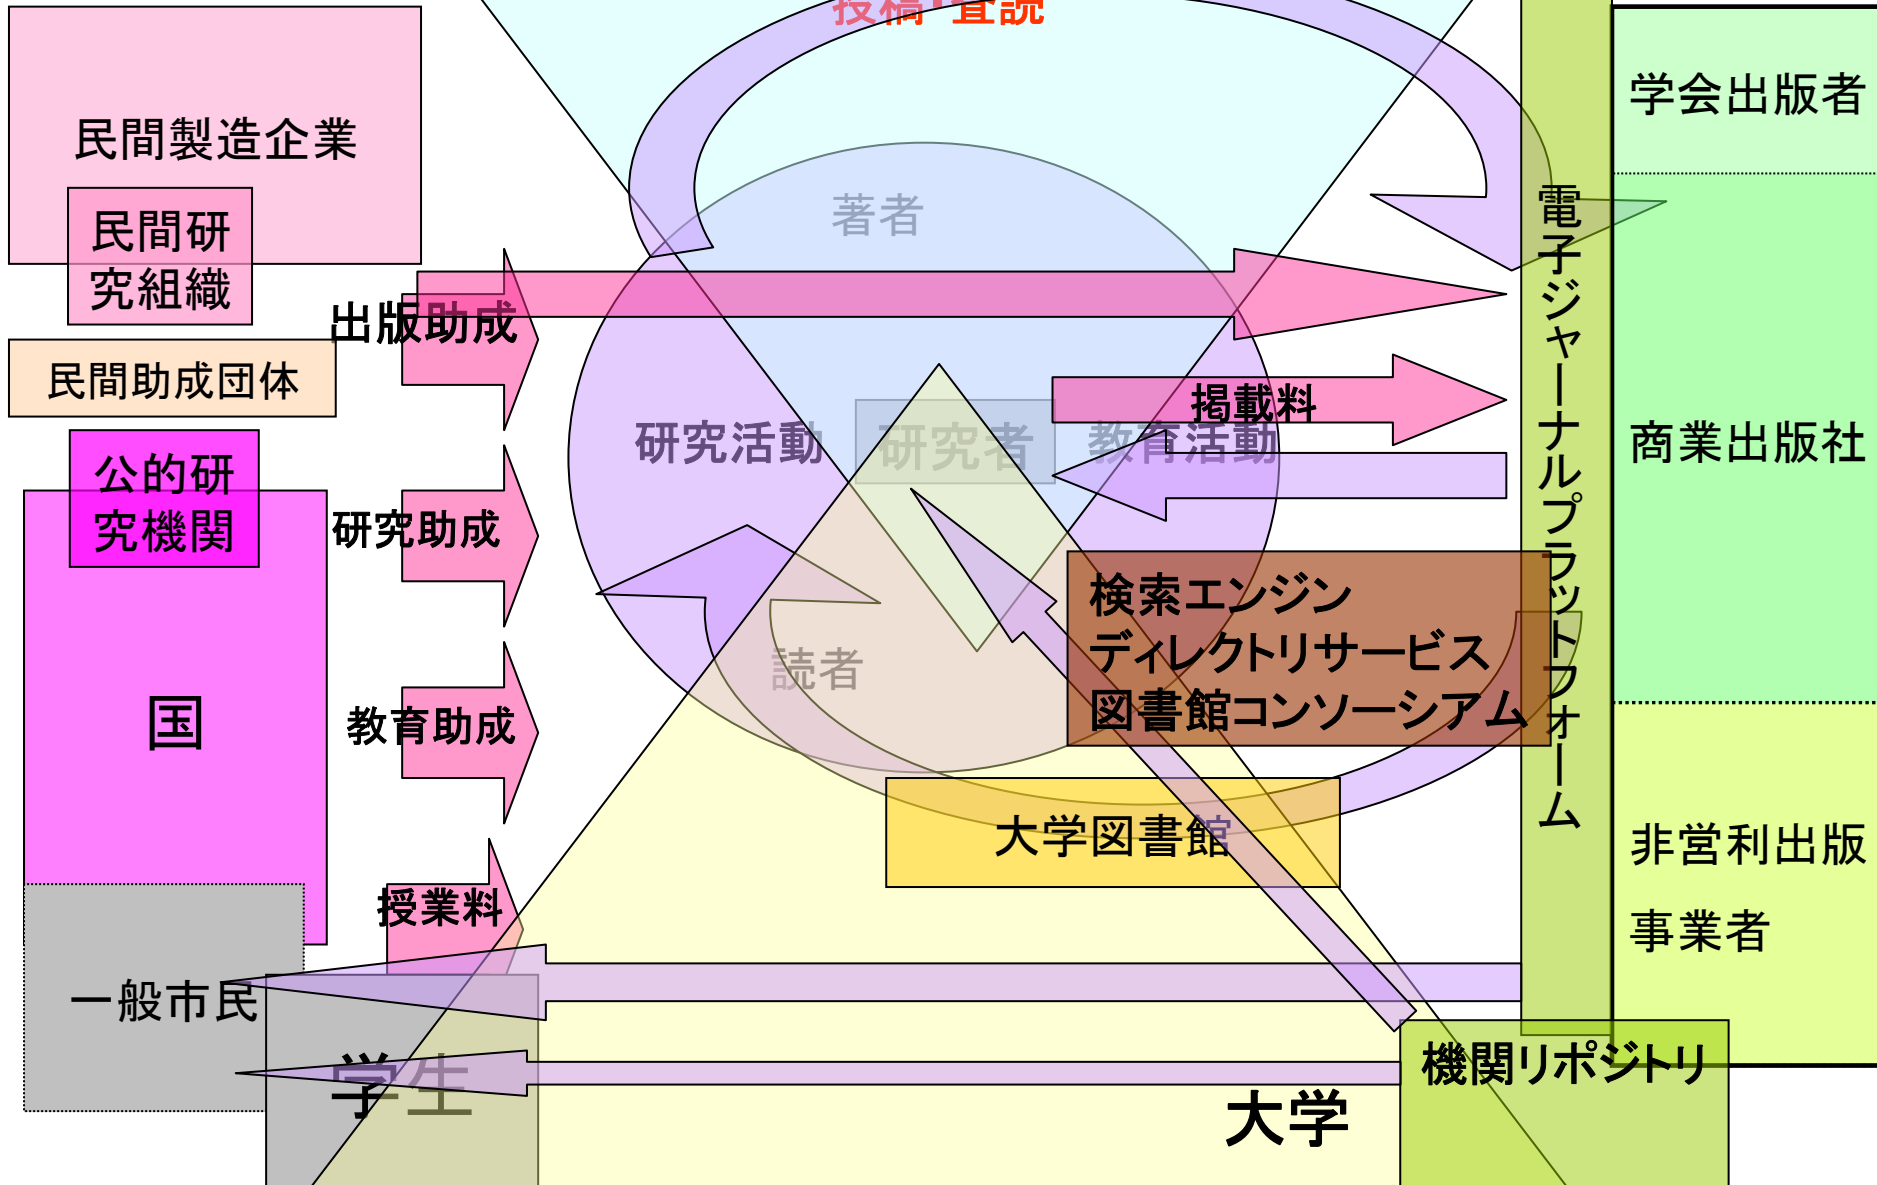 投稿・査読
学会出版者
民間製造企業
著者
民間研
究組織
出版助成
民間助成団体
掲載料
研究活動
研究者
教育活動
電子ジャーナルプラットフォーム
商業出版社
公的研
究機関
研究助成
検索エンジン
ディレクトリサービス
図書館コンソーシアム
読者
国
教育助成
大学図書館
非営利出版
事業者
授業料
一般市民
学生
機関リポジトリ
大学